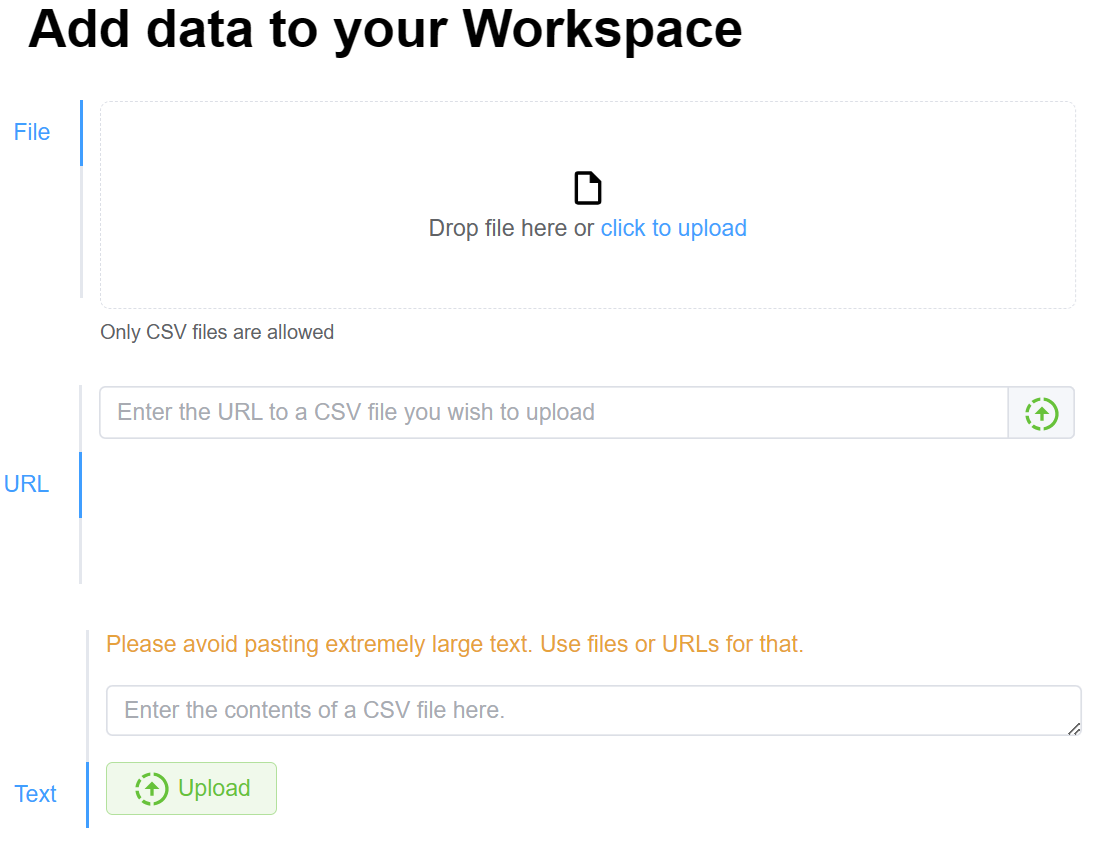 Add data to your Workspace
File
Drop file here or click to upload
Only CSV files are allowed
Enter the URL to a CSV file you wish to upload
URL
Please avoid pasting extremely large text. Use files or URLs for that.
Enter the contents of a CSV file here.
Text
Upload